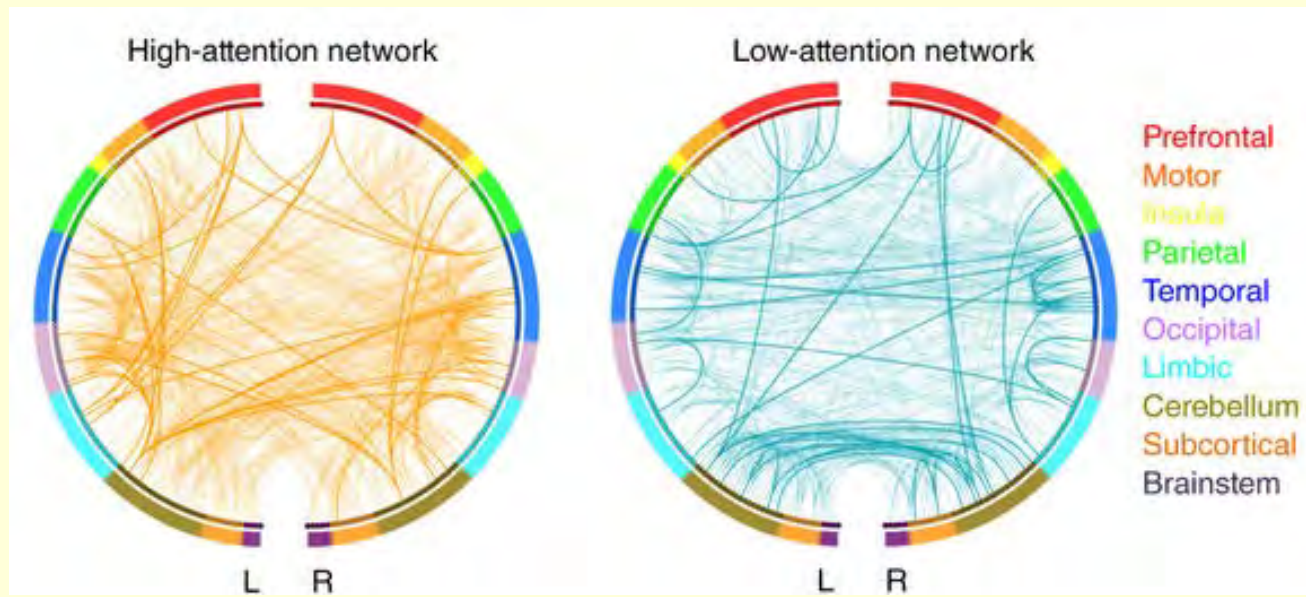 High-attention network
Low-attention network
Prefrontal
Motor
Insula
Parietal
Temporal
Occipital
Limbic
Cerebellum
Subcortical
Brainstem
L R
L R